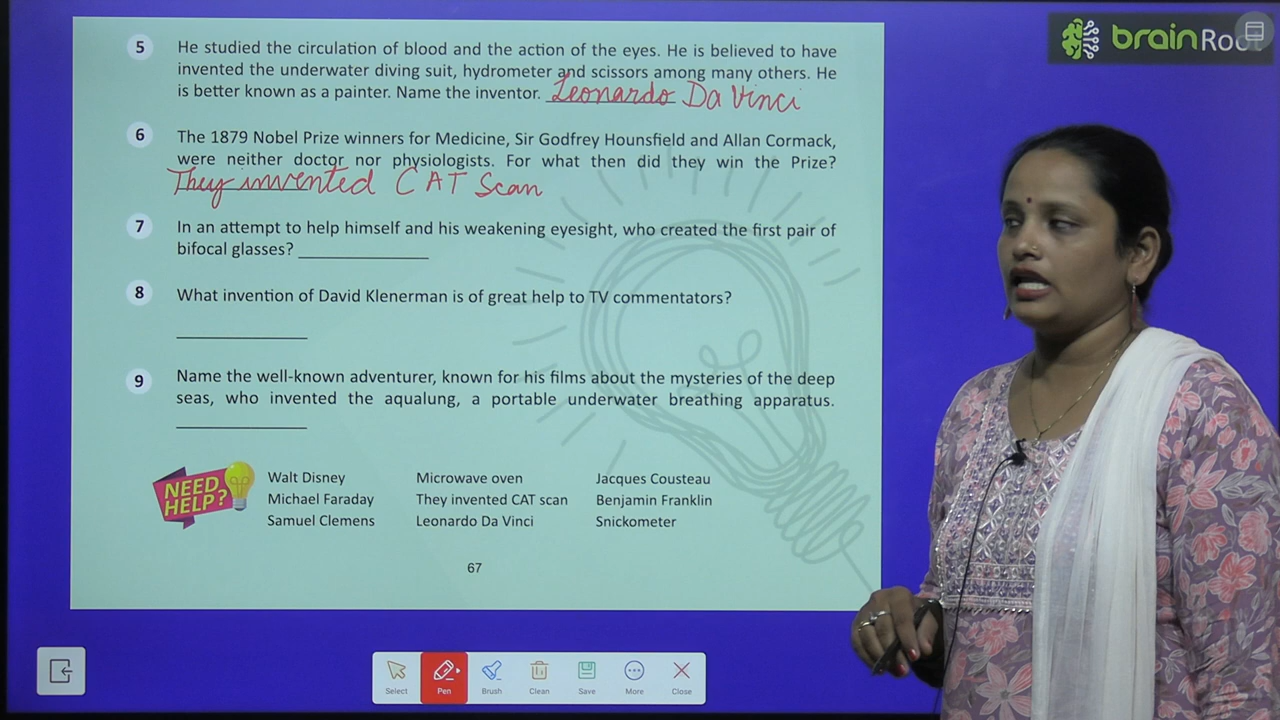 brainRoot
5 He studied the circulation of blood and the action of the eyes. He is believed to have
invented the underwater diving suit, hydrometer and scissors among many others. He
is better known as a painter. Name the inventor. Leonardo Da Vinci
6 The 1879 Nobel Prize winners for Medicine, Sir Godfrey Hounsfield and Allan Cormack,
were neither doctor nor physiologists. For what then did they win the Prize?
They invented CAT Scan
7 In an attempt to help himself and his weakening eyesight, who created the first pair of
bifocal glasses?
8 What invention of David Klenerman is of great help to TV commentators?
9 Name the well-known adventurer, known for his films about the mysteries of the deep
seas, who invented the aqualung, a portable underwater breathing apparatus.
NEED HELP?
Walt Disney Microwave oven Jacques Cousteau
Michael Faraday They invented CAT scan Benjamin Franklin
Samuel Clemens Leonardo Da Vinci Snickometer
67
Select Pen Brush Clean Save More Close